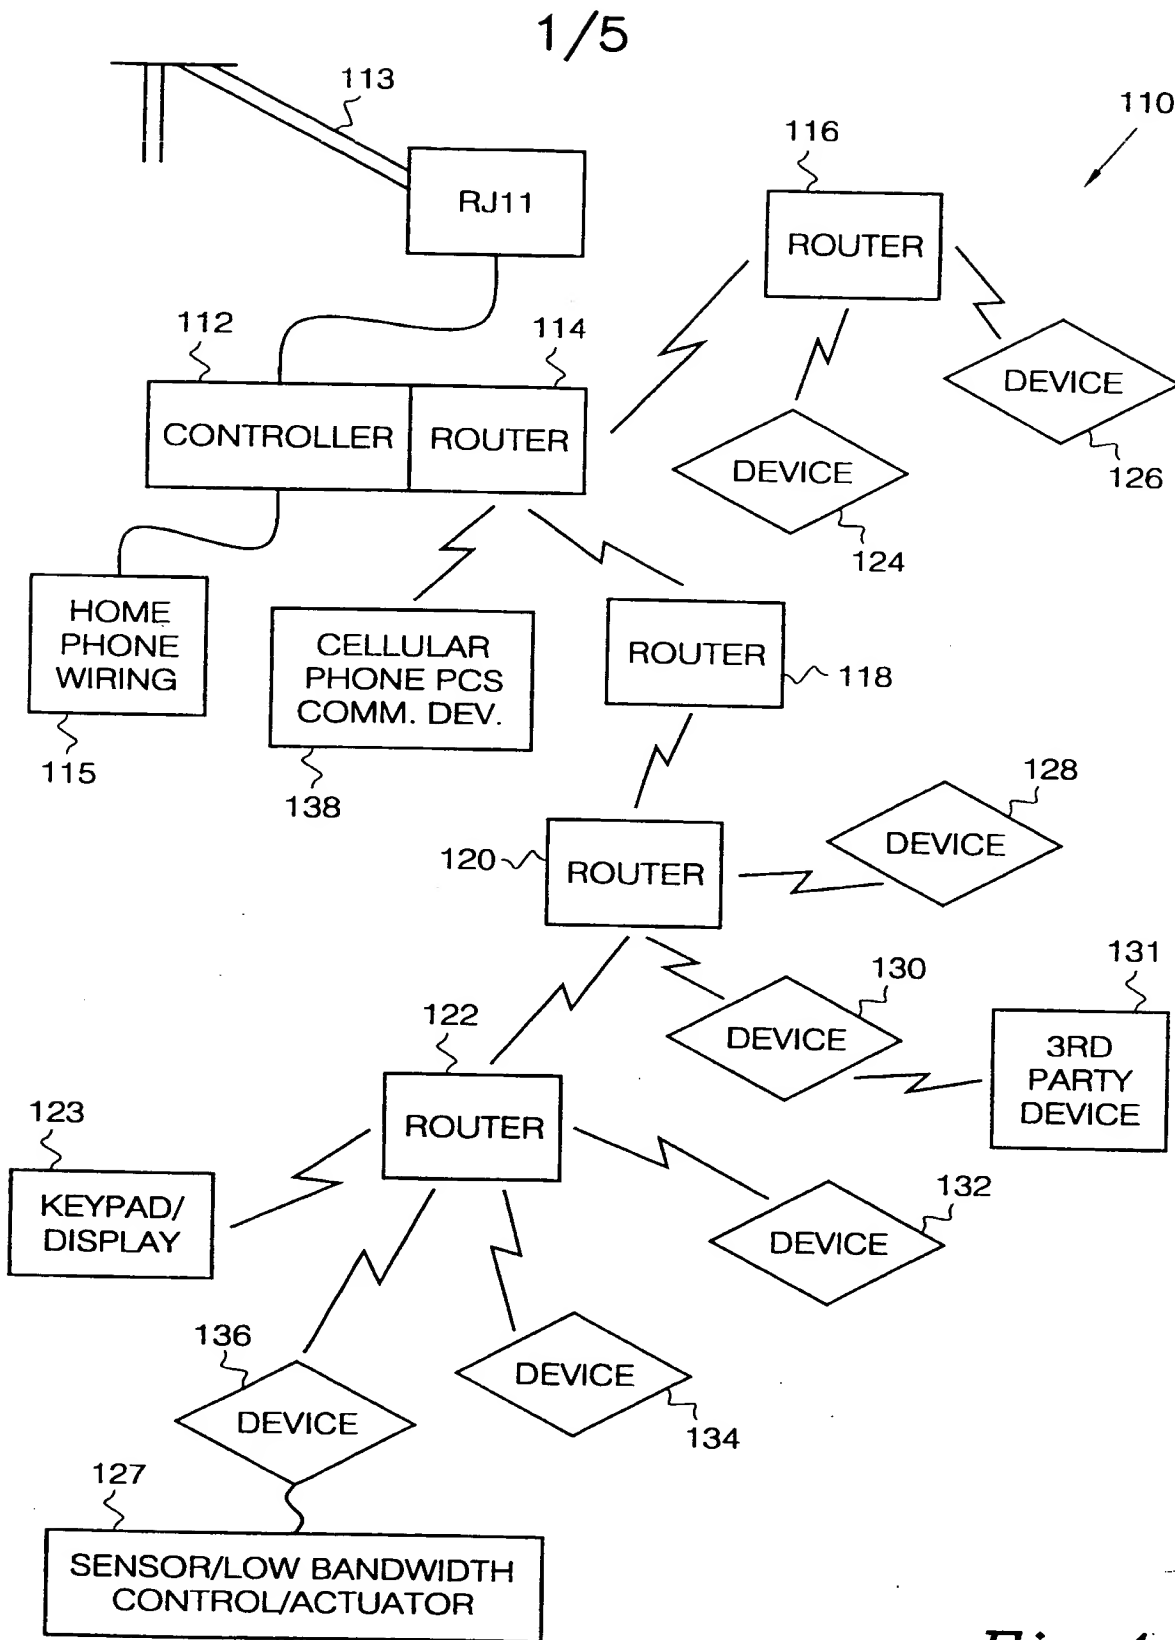 1/5
113
110
116
RJ11
ROUTER
112
114
DEVICE
CONTROLLER
ROUTER
DEVICE
126
124
HOME
PHONE
WIRING
CELLULAR
PHONE PCS
COMM. DEV.
ROUTER
118
115
138
128
DEVICE
120
ROUTER
130
131
122
DEVICE
3RD
PARTY
DEVICE
123
ROUTER
132
KEYPAD/
DISPLAY
DEVICE
136
DEVICE
DEVICE
134
127
SENSOR/LOW BANDWIDTH
CONTROL/ACTUATOR